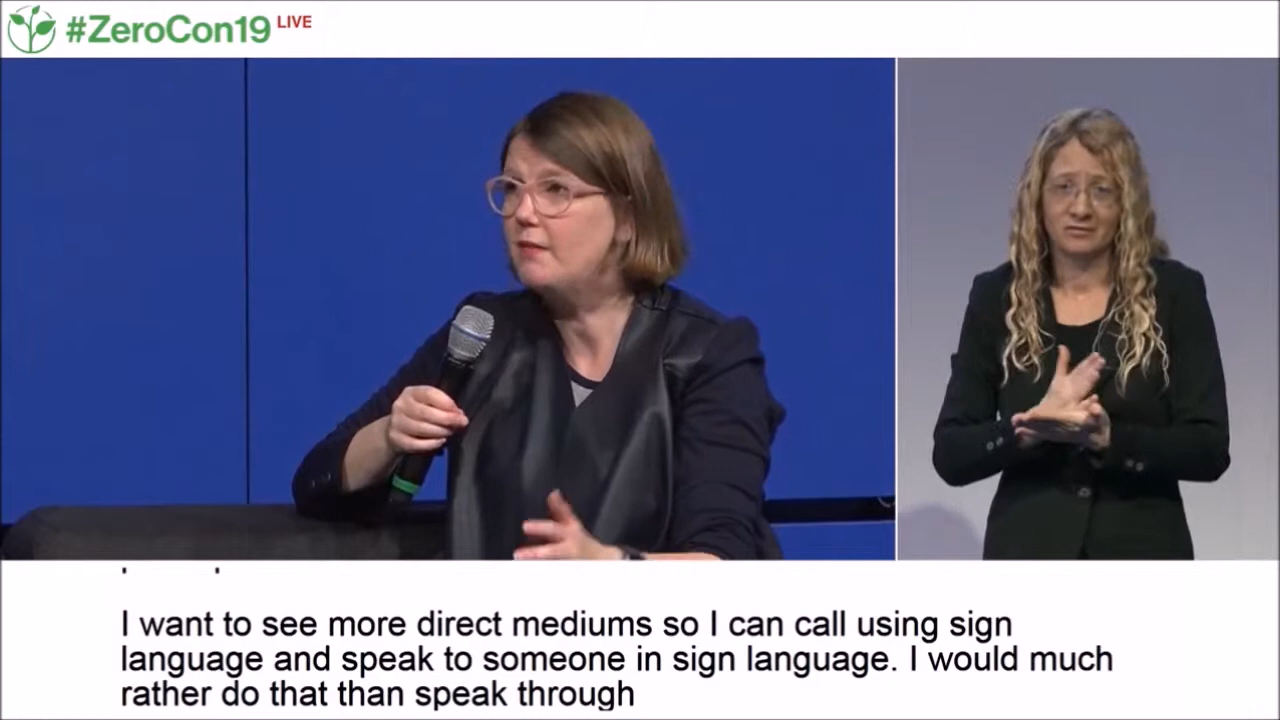 #ZeroCon19 LIVE
I want to see more direct mediums so I can call using sign
language and speak to someone in sign language. I would much
rather do that than speak through